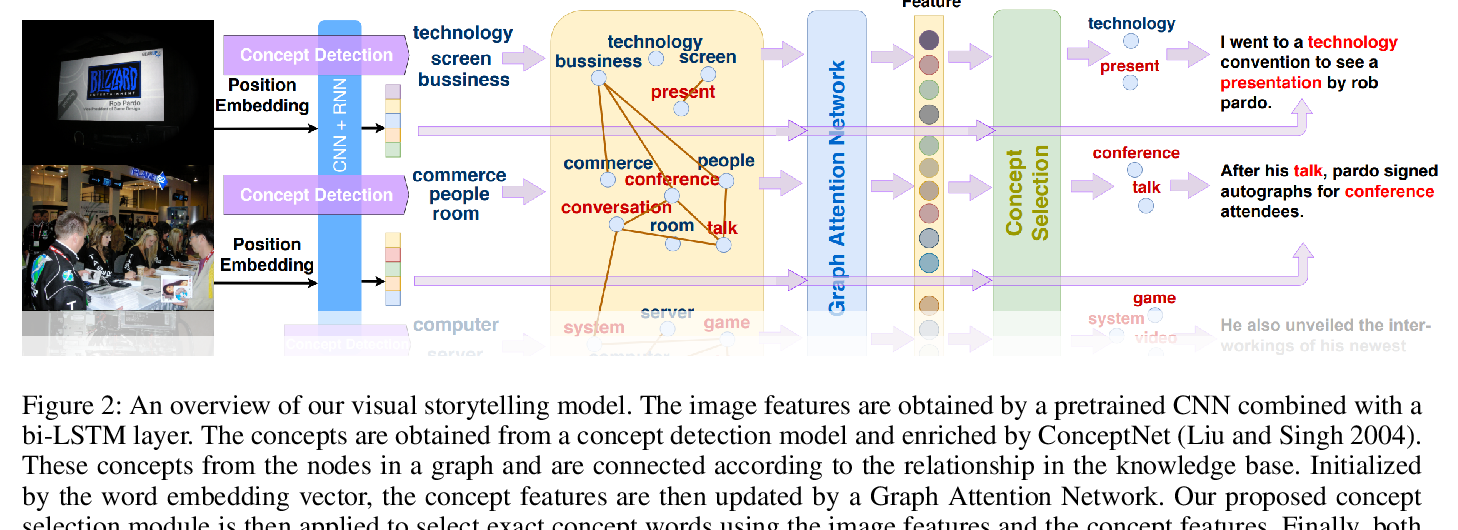 Feature
technology
screen
bussiness
Concept Detection
Position
Embedding
CNN + RNN
BLIZZARD
ENTERTAINMENT
Rob Pardo
technology
bussiness
screen
present
commerce
people
conference
conversation
room
talk
Graph Attention Network
Concept
Selection
technology
present
I went to a technology
convention to see a
presentation by rob
pardo.
Concept Detection
commerce
people
room
Position
Embedding
conference
talk
After his talk, pardo signed
autographs for conference
attendees.
Concept Detection
computer
server
system
server
game
computer
game
system
video
He also unveiled the inter-
workings of his newest
Figure 2: An overview of our visual storytelling model. The image features are obtained by a pretrained CNN combined with a
bi-LSTM layer. The concepts are obtained from a concept detection model and enriched by ConceptNet (Liu and Singh 2004).
These concepts from the nodes in a graph and are connected according to the relationship in the knowledge base. Initialized
by the word embedding vector, the concept features are then updated by a Graph Attention Network. Our proposed concept
selection module is then applied to select exact concept words using the image features and the concept features. Finally, both